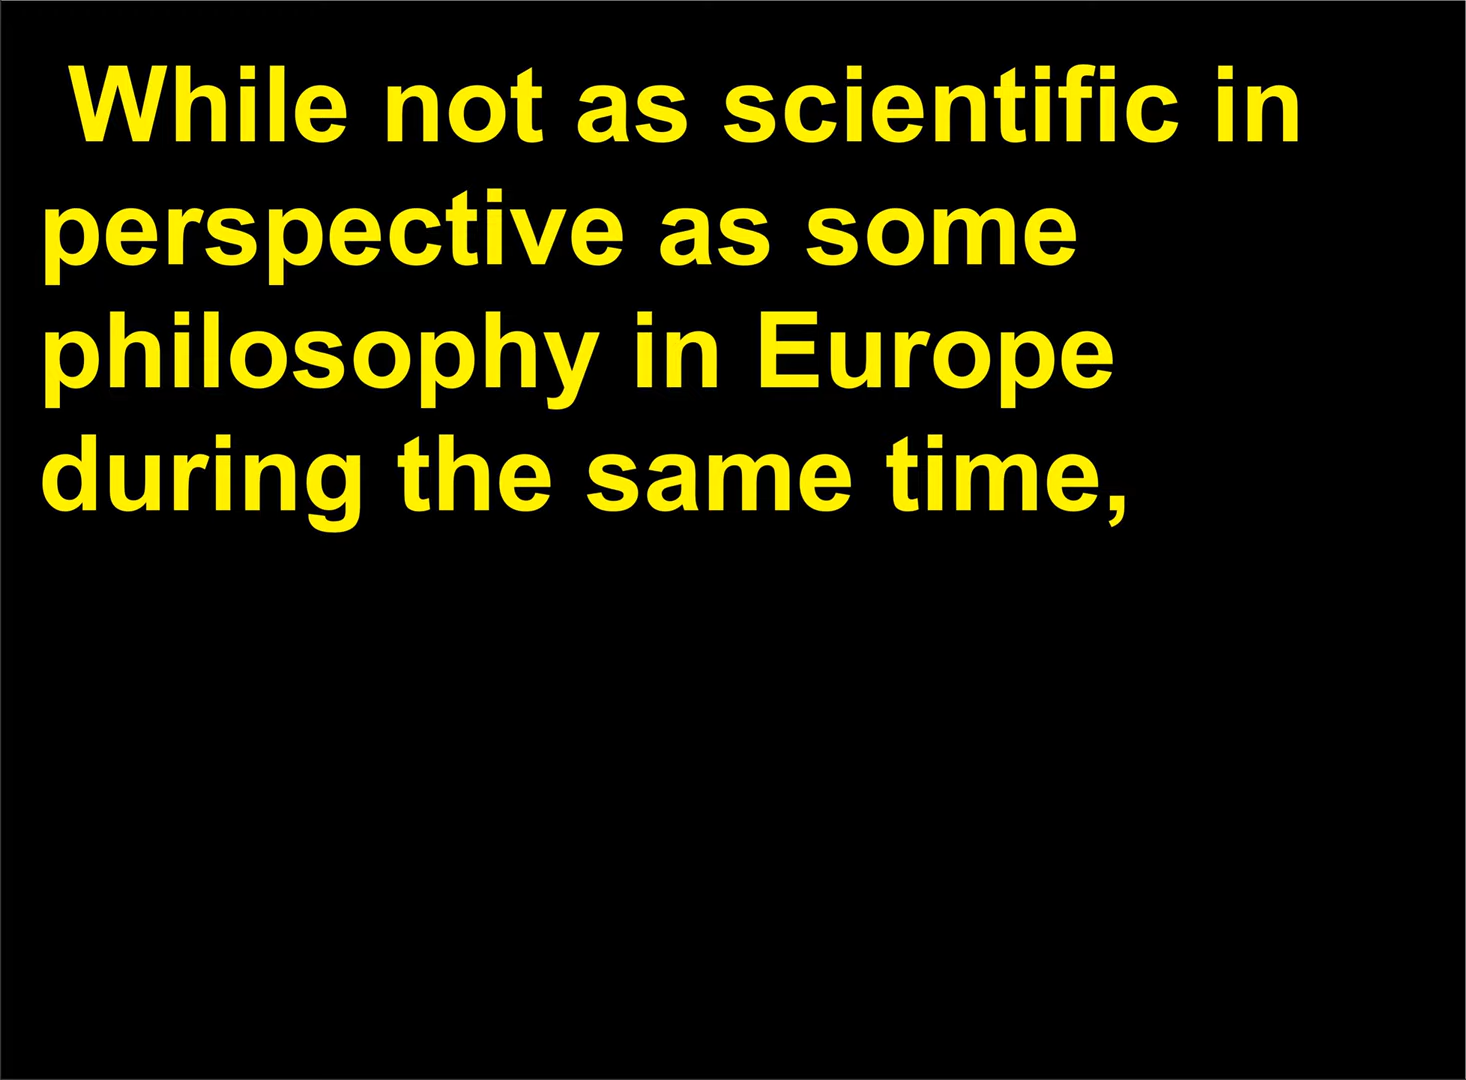 While not as scientific in
perspective as some
philosophy in Europe
during the same time,